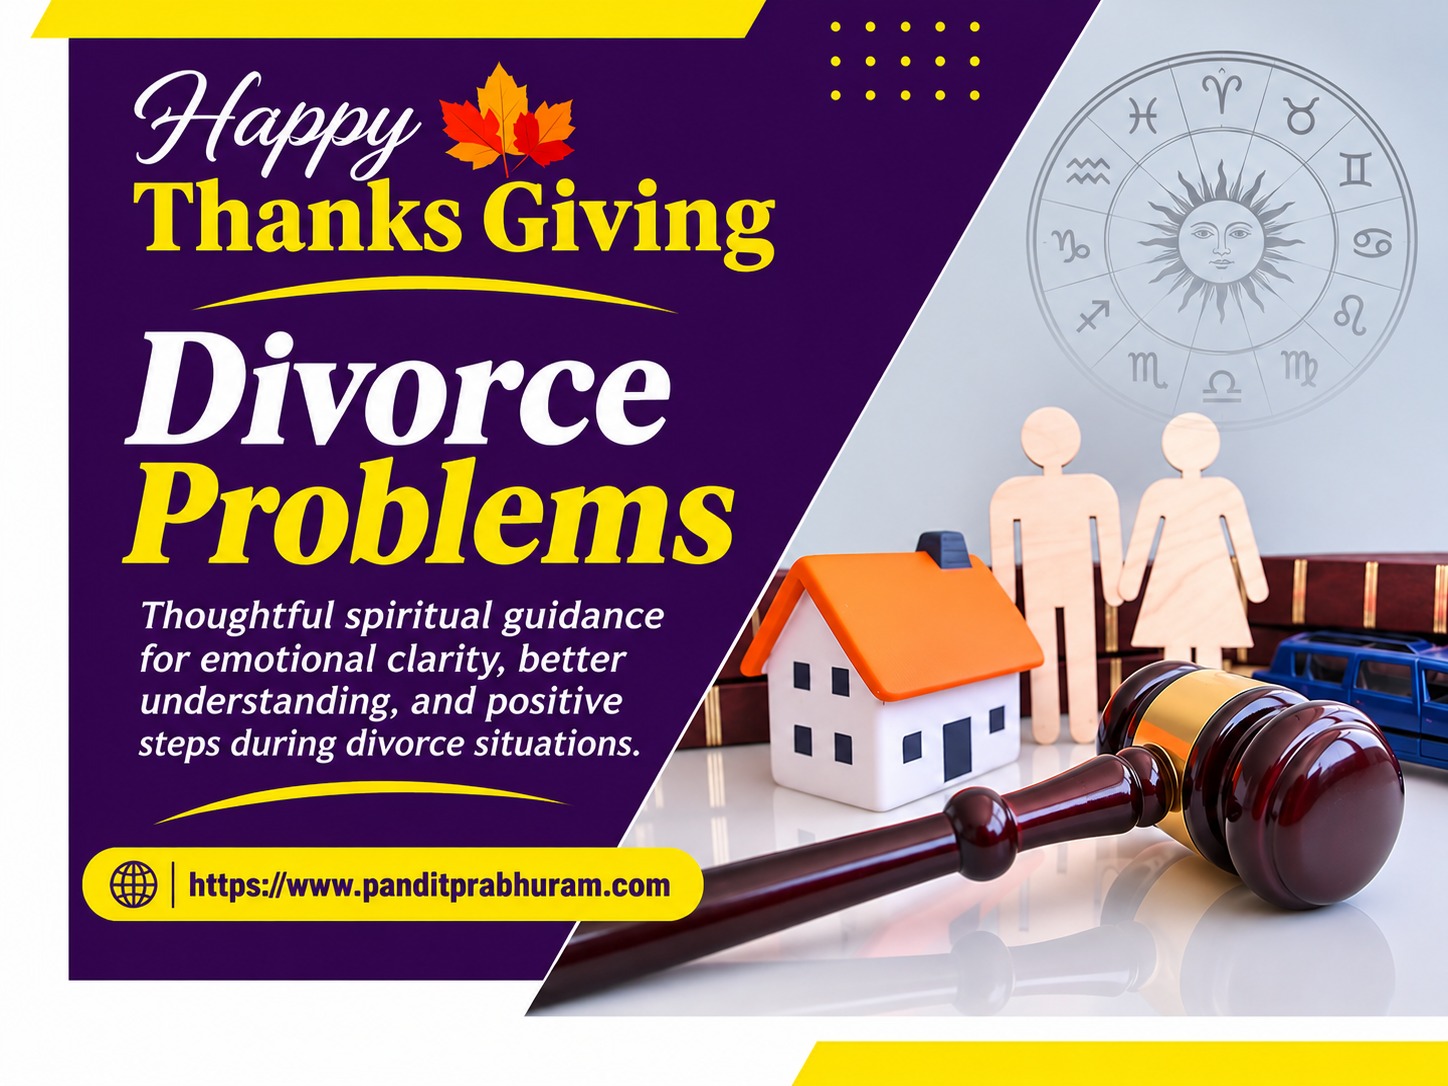 Happy
Thanks Giving
Divorce
Problems
Thoughtful spiritual guidance
for emotional clarity, better
understanding, and positive
steps during divorce situations.
https://www.panditprabhuram.com